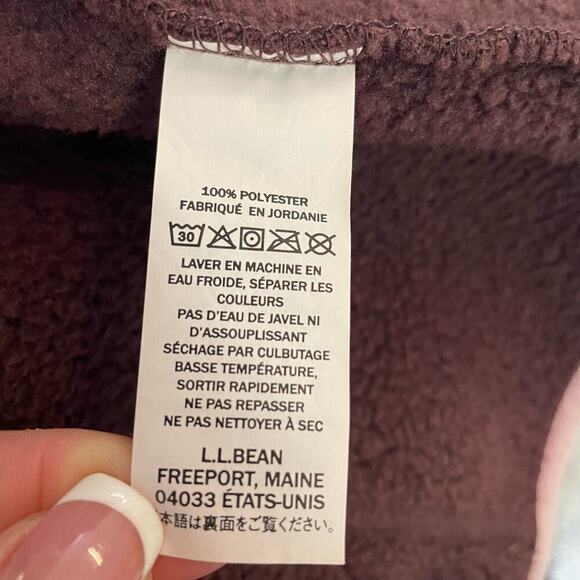 100% POLYESTER
FABRIQUÉ EN JORDANIE
30
LAVER EN MACHINE EN
EAU FROIDE, SÉPARER LES
COULEURS
PAS D'EAU DE JAVEL NI
D'ASSOUPLISSANT
SÉCHAGE PAR CULBUTAGE
BASSE TEMPÉRATURE,
SORTIR RAPIDEMENT
NE PAS REPASSER
NE PAS NETTOYER À SEC
L.L.BEAN
FREEPORT, MAINE
04033 ÉTATS-UNIS
本語は裏面をご覧ください。